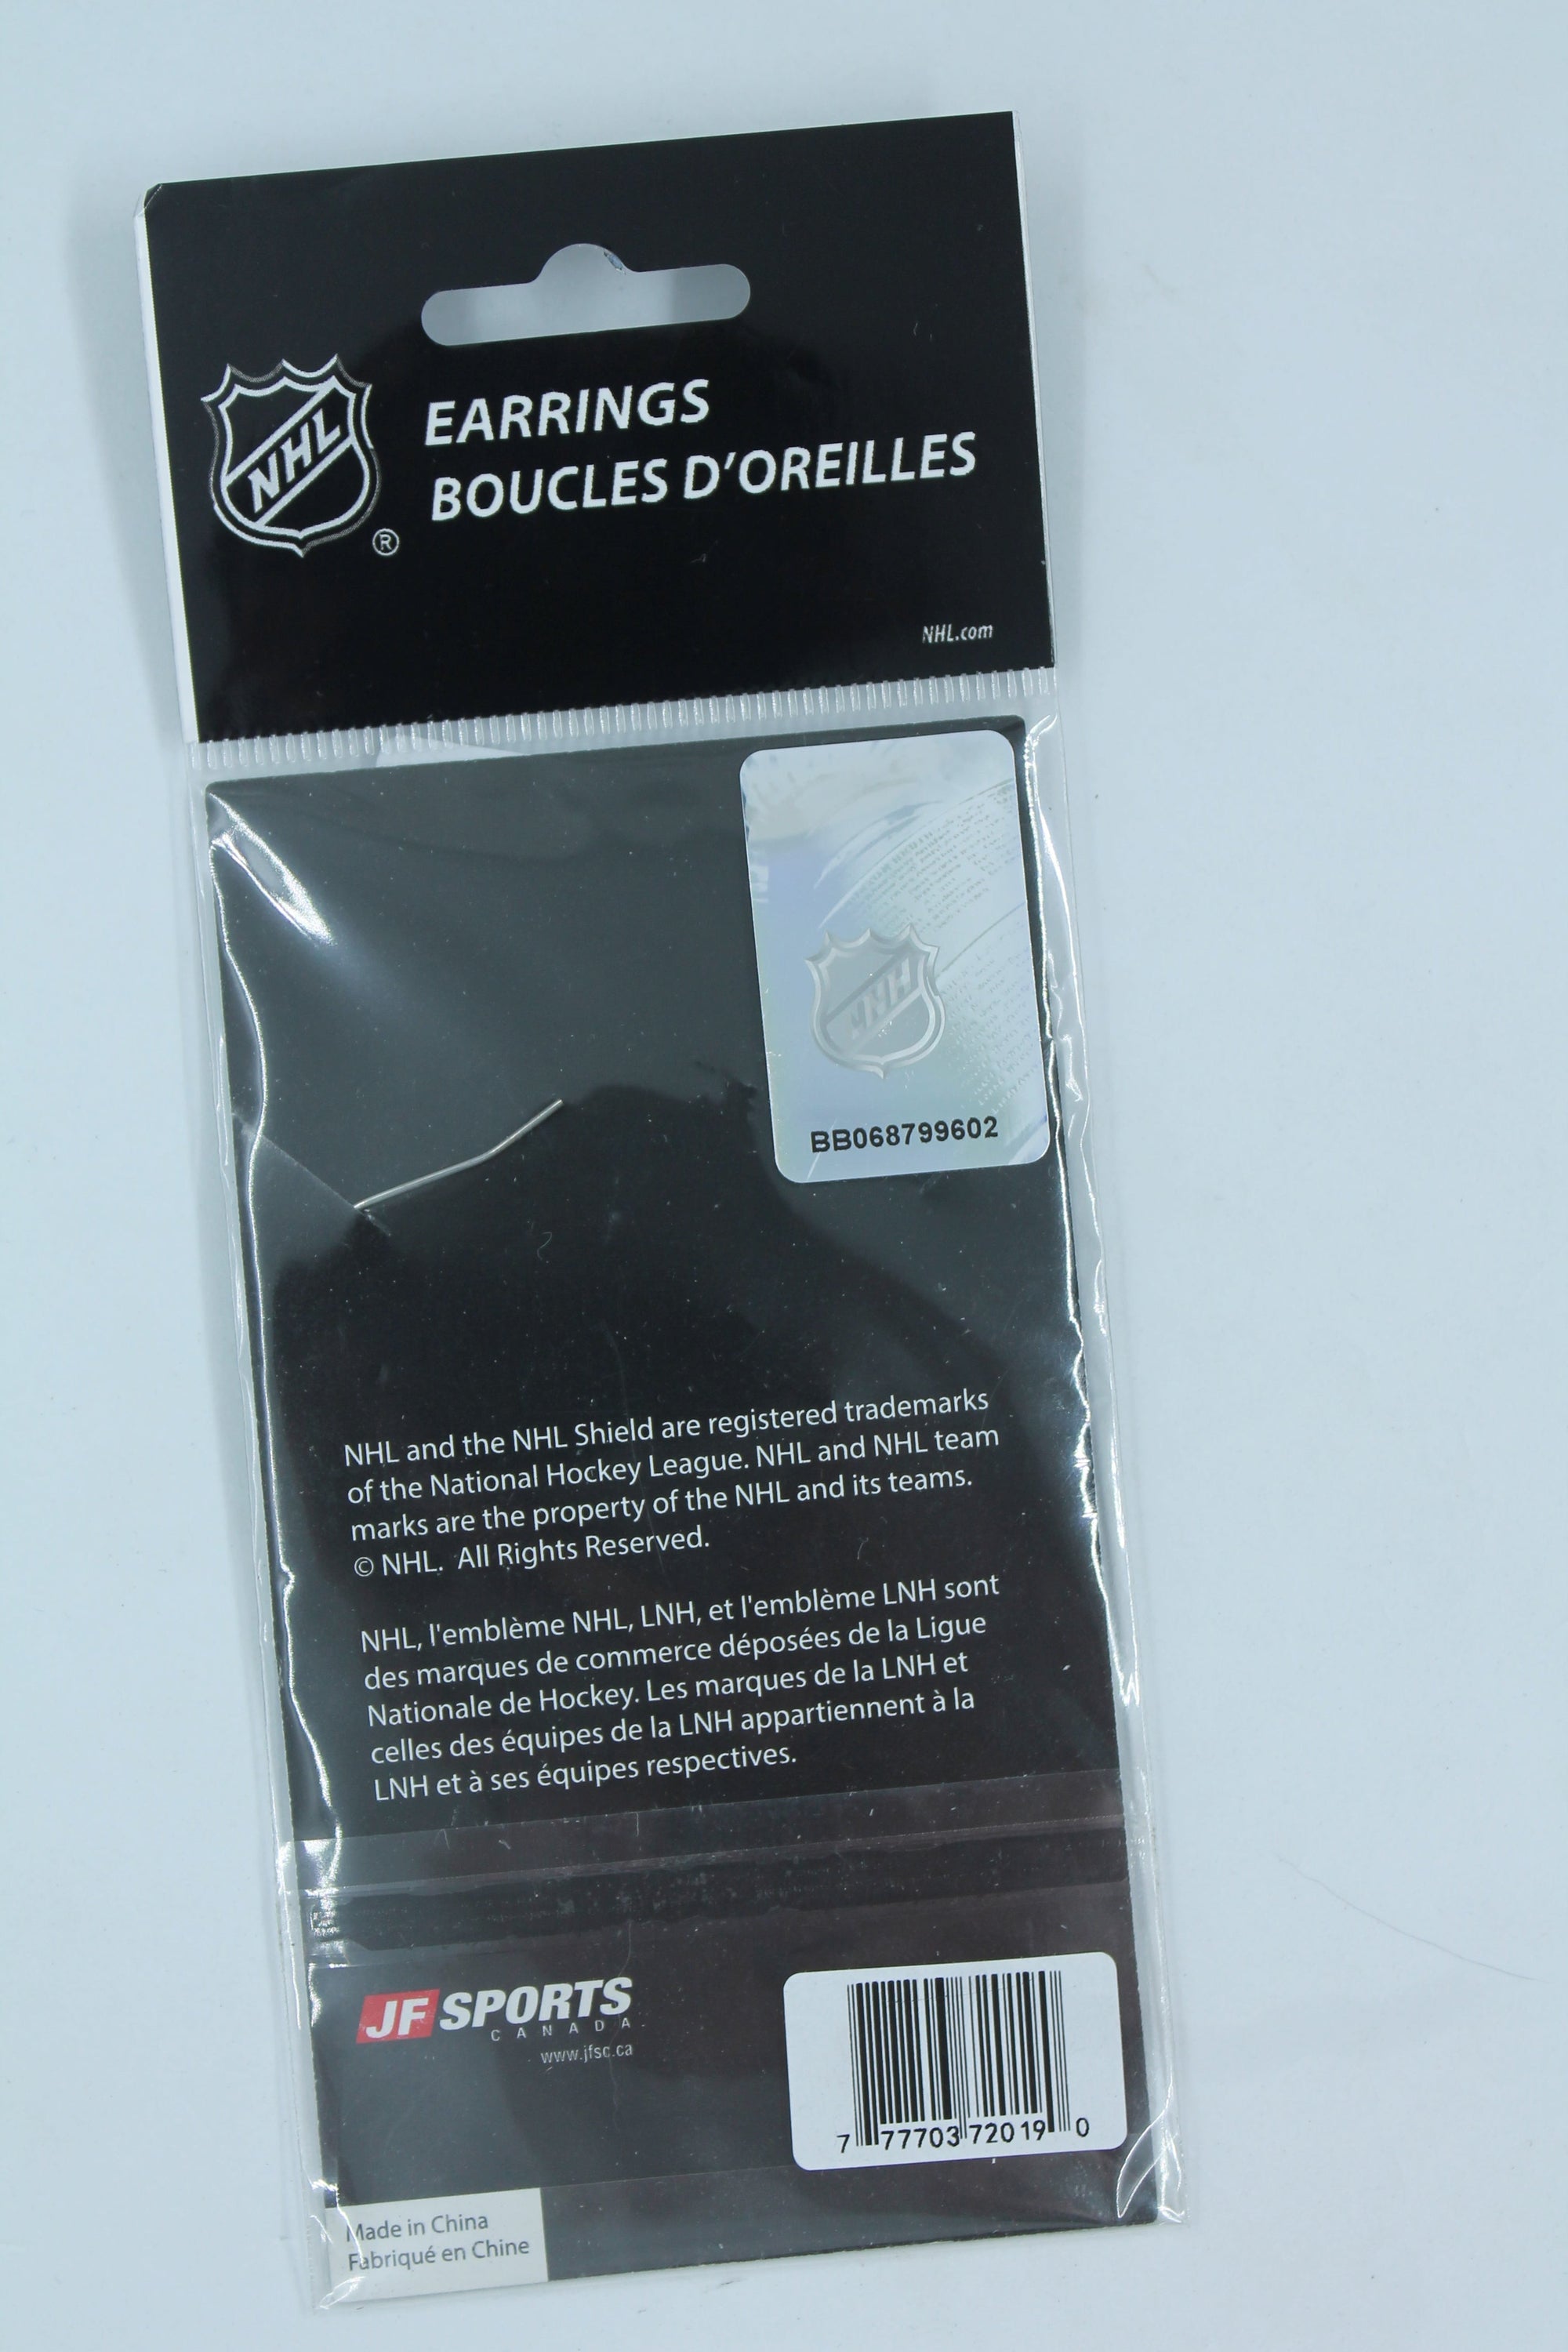 NHL
®
EARRINGS
BOUCLES D'OREILLES
NHL.com
BB068799602
NHL and the NHL Shield are registered trademarks
of the National Hockey League. NHL and NHL team
marks are the property of the NHL and its teams.
© NHL. All Rights Reserved.
NHL, l'emblème NHL, LNH, et l'emblème LNH sont
des marques de commerce déposées de la Ligue
Nationale de Hockey. Les marques de la LNH et
celles des équipes de la LNH appartiennent à la
LNH et à ses équipes respectives.
JF SPORTS
CANADA
www.jfsc.ca
7 77703 72019 0
Made in China
Fabriqué en Chine